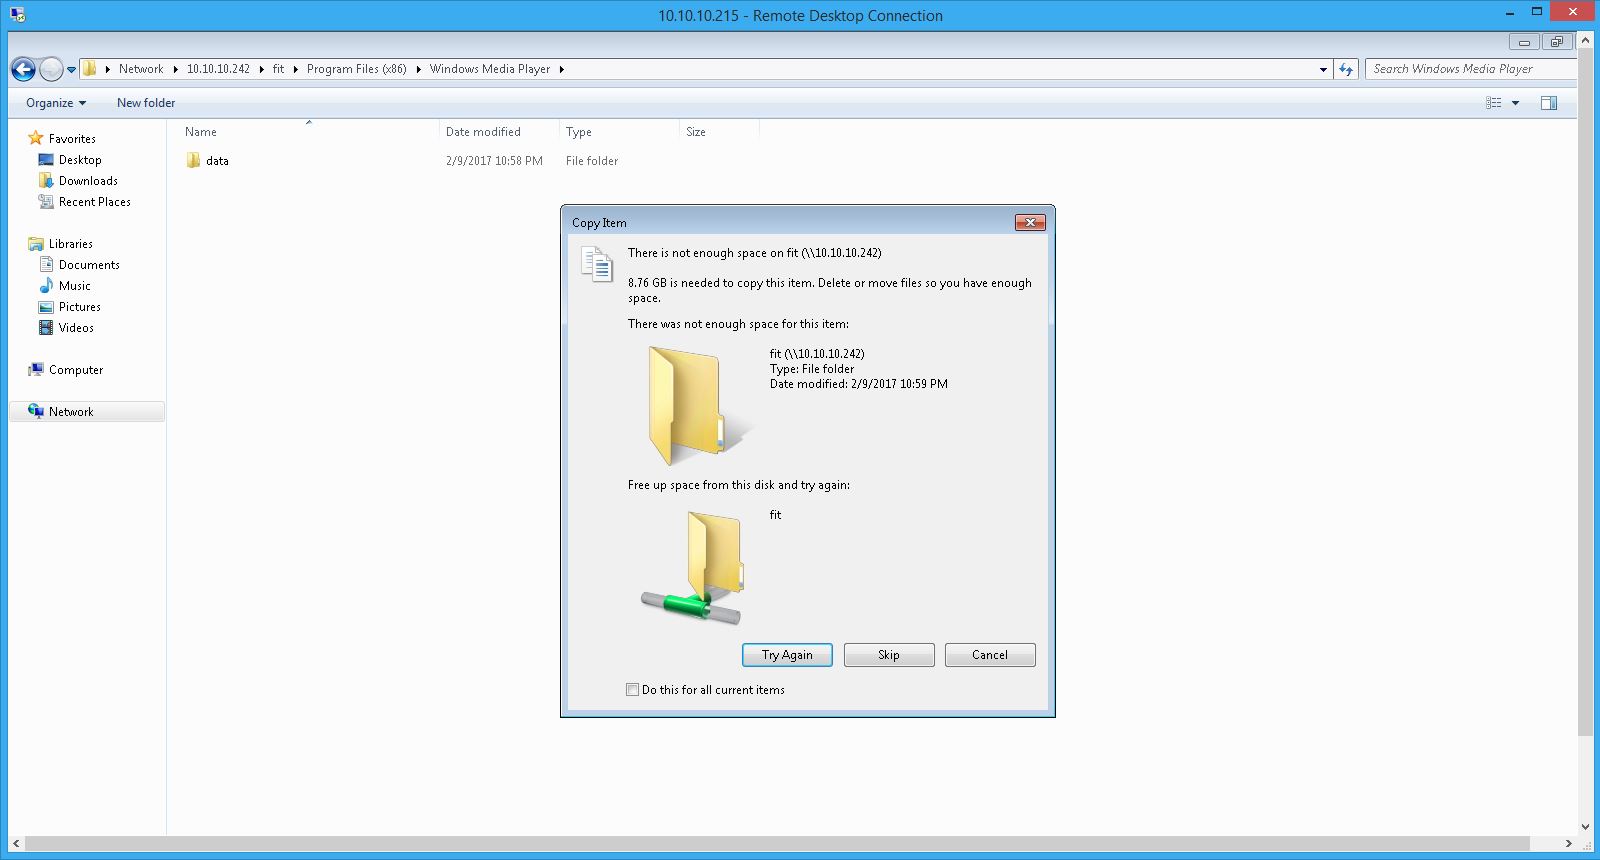 10.10.10.215 - Remote Desktop Connection
Network 10.10.10.242 fit Program Files (x86) Windows Media Player
Search Windows Media Player
Organize New folder
Favorites
Desktop
Downloads
Recent Places
Libraries
Documents
Music
Pictures
Videos
Computer
Network
Name Date modified Type Size
data 2/9/2017 10:58 PM File folder
Copy Item
There is not enough space on fit (\\10.10.10.242)
8.76 GB is needed to copy this item. Delete or move files so you have enough
space.
There was not enough space for this item:
fit (\\10.10.10.242)
Type: File folder
Date modified: 2/9/2017 10:59 PM
Free up space from this disk and try again:
fit
Try Again Skip Cancel
Do this for all current items